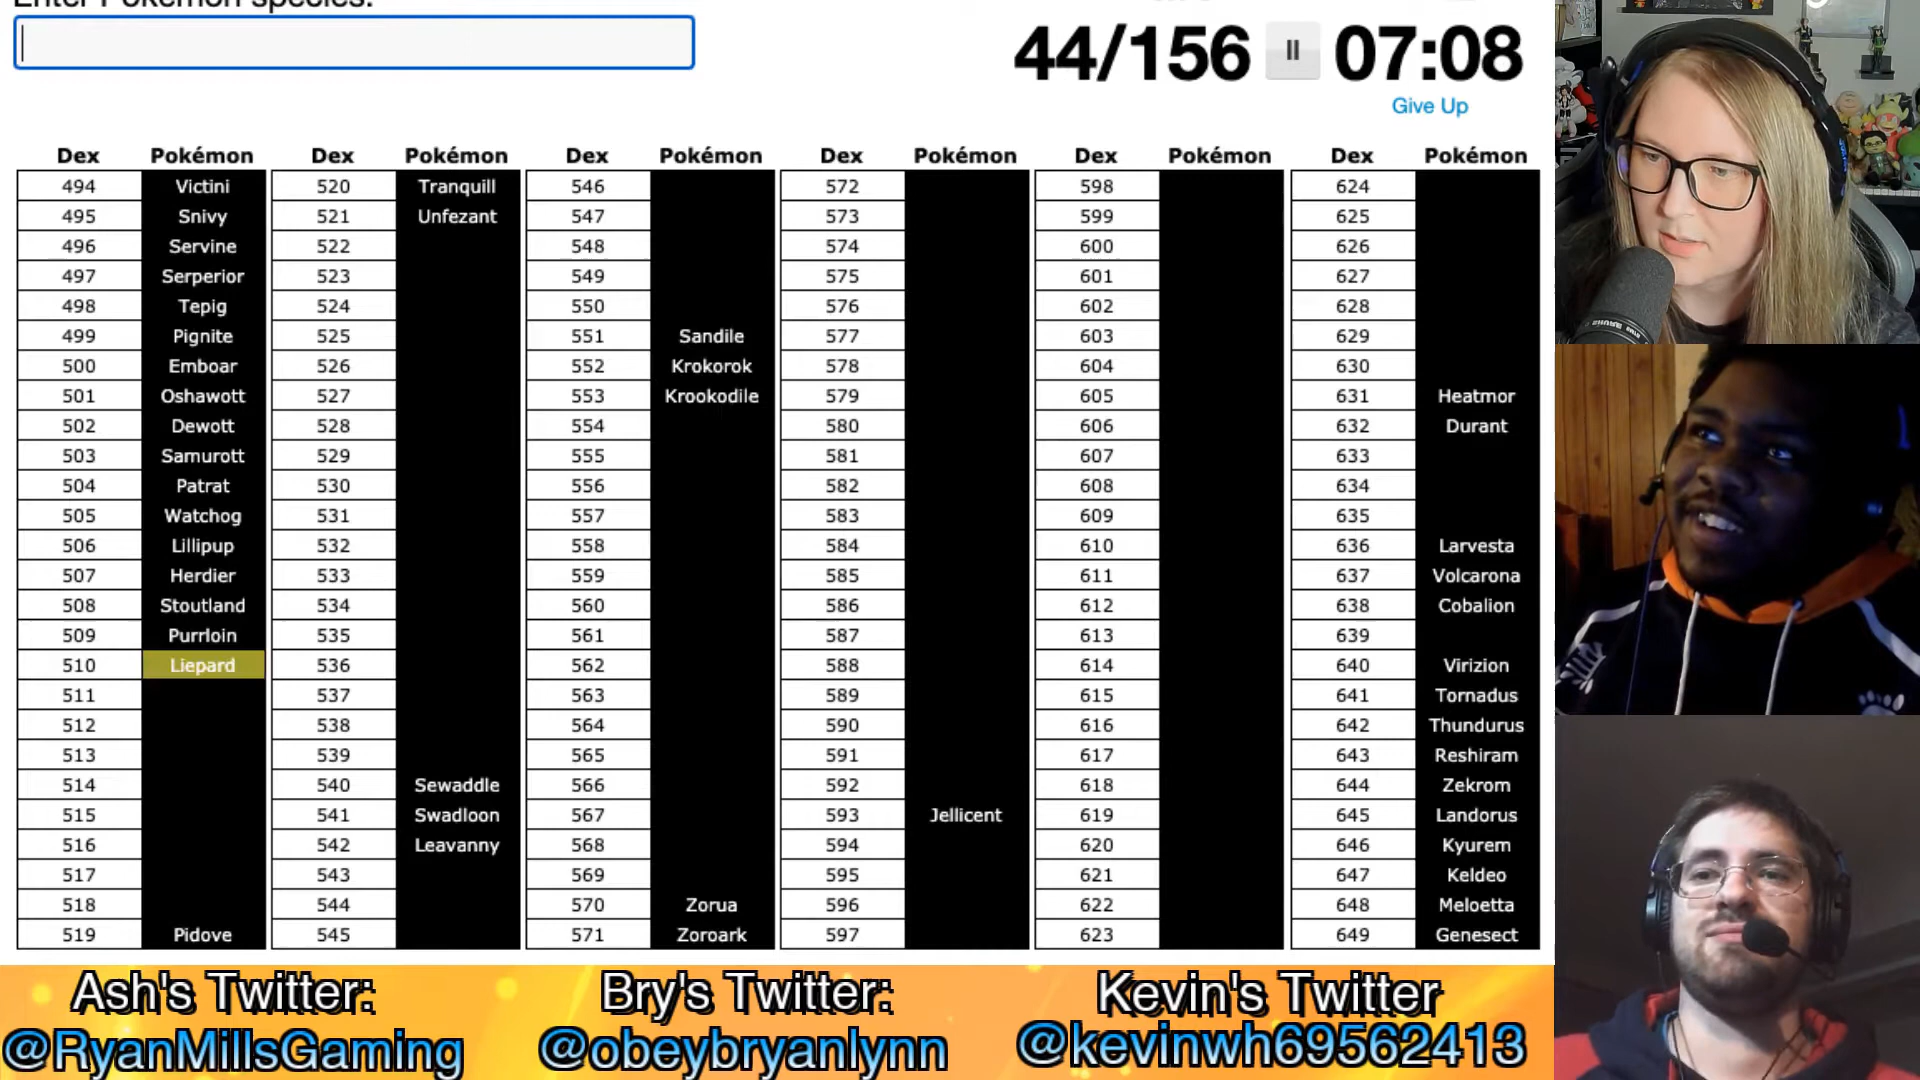 Enter Pokémon species:
44/156 07:08
Give Up
Dex Pokémon Dex Pokémon Dex Pokémon Dex Pokémon Dex Pokémon Dex Pokémon
494 Victini 520 Tranquill 546 572 598 624
495 Snivy 521 Unfezant 547 573 599 625
496 Servine 522 548 574 600 626
497 Serperior 523 549 575 601 627
498 Tepig 524 550 576 602 628
499 Pignite 525 551 Sandile 577 603 629
500 Emboar 526 552 Krokorok 578 604 630
501 Oshawott 527 553 Krookodile 579 605 631 Heatmor
502 Dewott 528 554 580 606 632 Durant
503 Samurott 529 555 581 607 633
504 Patrat 530 556 582 608 634
505 Watchog 531 557 583 609 635
506 Lillipup 532 558 584 610 636 Larvesta
507 Herdier 533 559 585 611 637 Volcarona
508 Stoutland 534 560 586 612 638 Cobalion
509 Purrloin 535 561 587 613 639
510 Liepard 536 562 588 614 640 Virizion
511 537 563 589 615 641 Tornadus
512 538 564 590 616 642 Thundurus
513 539 565 591 617 643 Reshiram
514 540 Sewaddle 566 592 618 644 Zekrom
515 541 Swadloon 567 593 Jellicent 619 645 Landorus
516 542 Leavanny 568 594 620 646 Kyurem
517 543 569 595 621 647 Keldeo
518 544 570 Zorua 596 622 648 Meloetta
519 Pidove 545 571 Zoroark 597 623 649 Genesect
Ash's Twitter: Bry's Twitter: Kevin's Twitter
@RyanMillsGaming @obeybryanlynn @kevinwh69562413